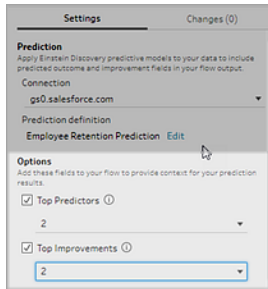 Settings
Changes (0)
Prediction
Apply Einstein Discovery predictive models to your data to include
predicted outcome and improvement fields in your flow output.
Connection
gs0.salesforce.com
Prediction definition
Employee Retention Prediction Edit
Options
Add these fields to your flow to provide context for your prediction
results.
Top Predictors
2
Top Improvements
2